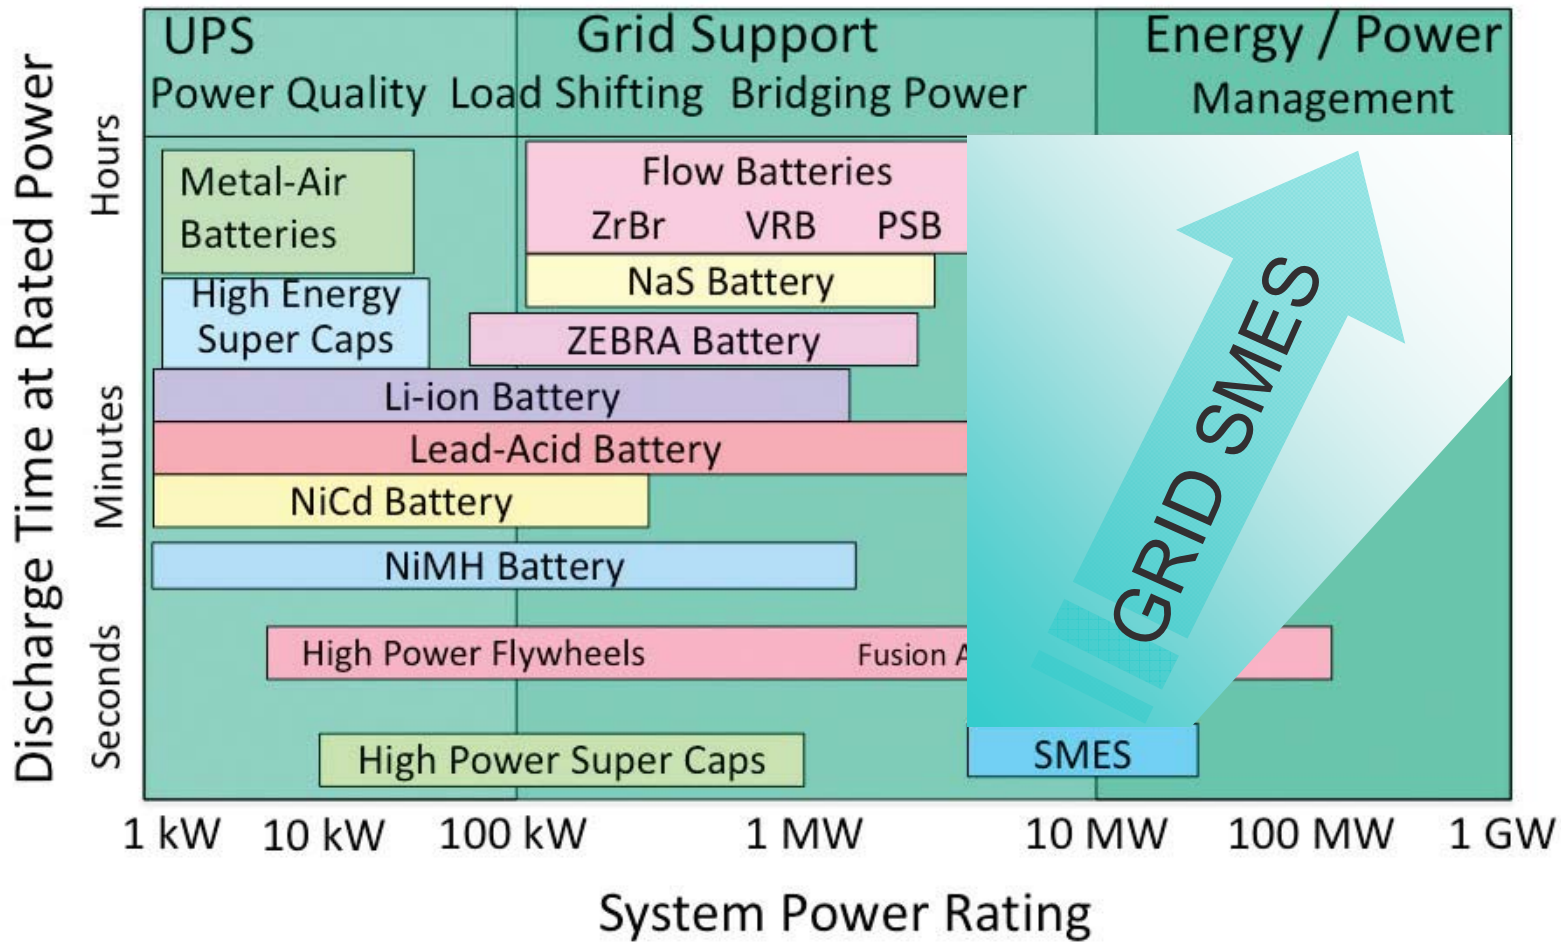 UPS
Grid Support
Energy / Power
Power Quality
Load Shifting
Bridging Power
Management
Discharge Time at Rated Power
Hours
Minutes
Seconds
Metal-Air
Batteries
Flow Batteries
ZrBr VRB PSB
NaS Battery
High Energy
Super Caps
ZEBRA Battery
Li-ion Battery
Lead-Acid Battery
NiCd Battery
NiMH Battery
High Power Flywheels
Fusion A
High Power Super Caps
SMES
GRID SMES
1 kW 10 kW 100 kW 1 MW 10 MW 100 MW 1 GW
System Power Rating